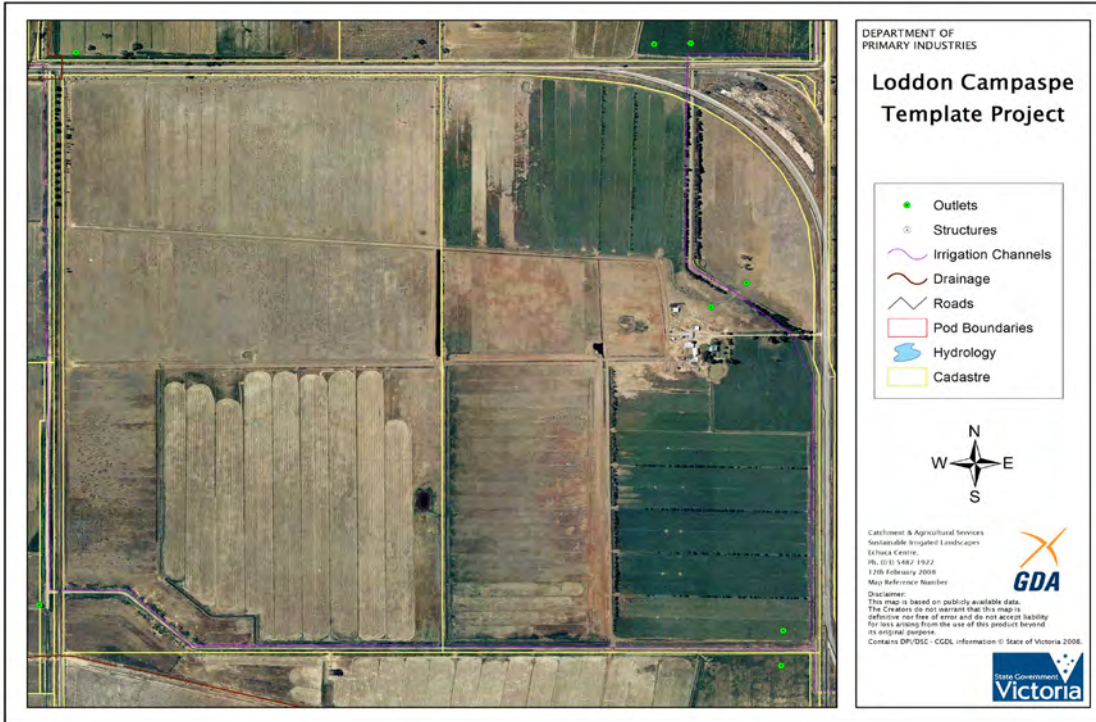 DEPARTMENT OF
PRIMARY INDUSTRIES
Loddon Campaspe
Template Project
Outlets
Structures
Irrigation Channels
Drainage
Roads
Pod Boundaries
Hydrology
Cadastre
N
W E
S
Catchment & Agricultural Services
Sustainable Irrigated Landscapes
Echuca Centre.
Ph. (03) 5482 1922
12th February 2008
Map Reference Number
GDA
Disclaimer:
This map is based on publicly available data.
The Creators do not warrant that this map is
definitive nor free of error and do not accept liability
for loss arising from the use of this product beyond
its original purpose.
Contains DPI/DSE - CGDL information © State of Victoria 2008.
State Government
Victoria